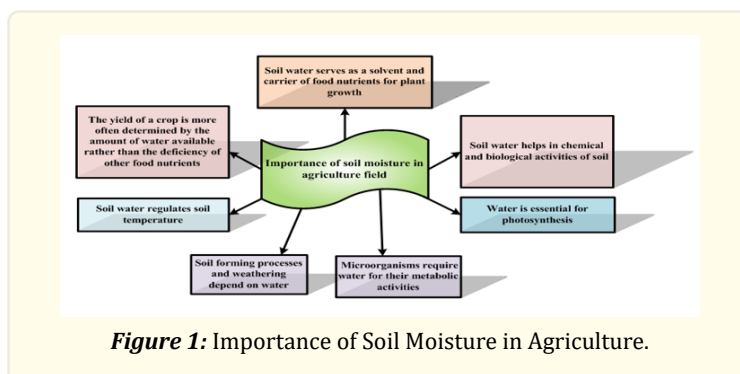 Soil water serves as a solvent and
carrier of food nutrients for plant
growth
The yield of a crop is more
often determined by the
amount of water available
rather than the deficiency of
other food nutrients
Importance of soil moisture in
agriculture field
Soil water helps in chemical
and biological activities of soil
Soil water regulates soil
temperature
Water is essential for
photosynthesis
Soil forming processes
and weathering
depend on water
Microorganisms require
water for their metabolic
activities
Figure 1: Importance of Soil Moisture in Agriculture.